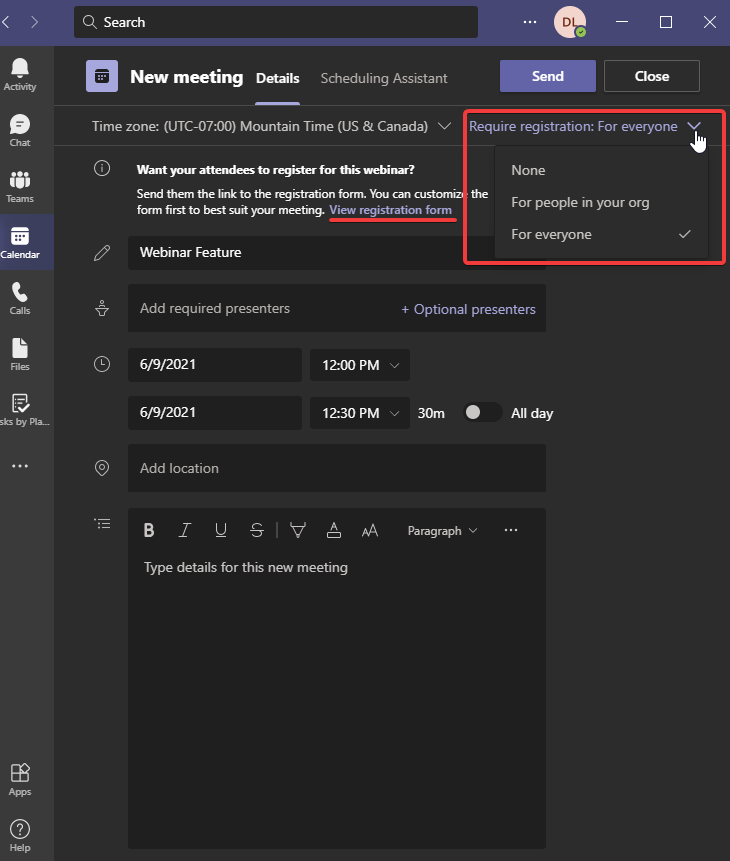 Search
DL
Activity
Chat
Teams
Calendar
Calls
Files
sks by Pla...
Apps
Help
New meeting
Details
Scheduling Assistant
Send
Close
Time zone: (UTC-07:00) Mountain Time (US & Canada)
Require registration: For everyone
None
For people in your org
For everyone
Want your attendees to register for this webinar?
Send them the link to the registration form. You can customize the
form first to best suit your meeting. View registration form
Webinar Feature
Add required presenters
+ Optional presenters
6/9/2021
12:00 PM
6/9/2021
12:30 PM
30m
All day
Add location
B
I
U
S
A
AA
Paragraph
Type details for this new meeting